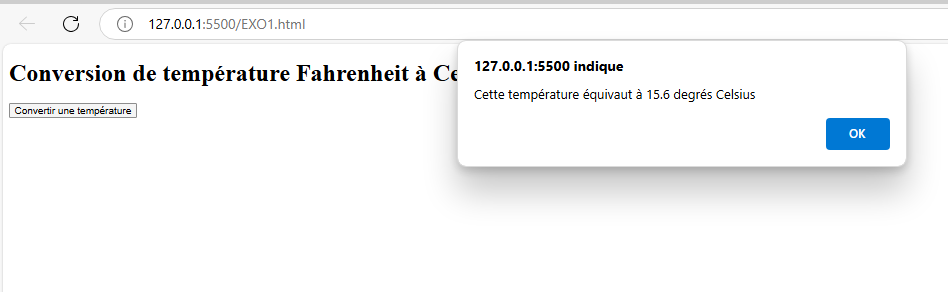 127.0.0.1:5500/EXO1.html
127.0.0.1:5500 indique
Cette température équivaut à 15.6 degrés Celsius
OK
Conversion de température Fahrenheit à Ce
Convertir une température